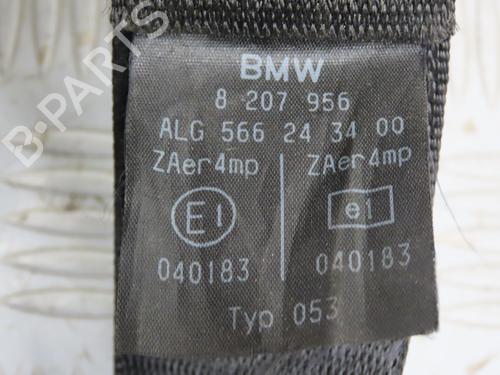 BMW
8 207 956
ALG 566 24 34 00
ZAer4mp ZAer4mp
E1 e1
040183 040183
Typ 053
B-PARTS